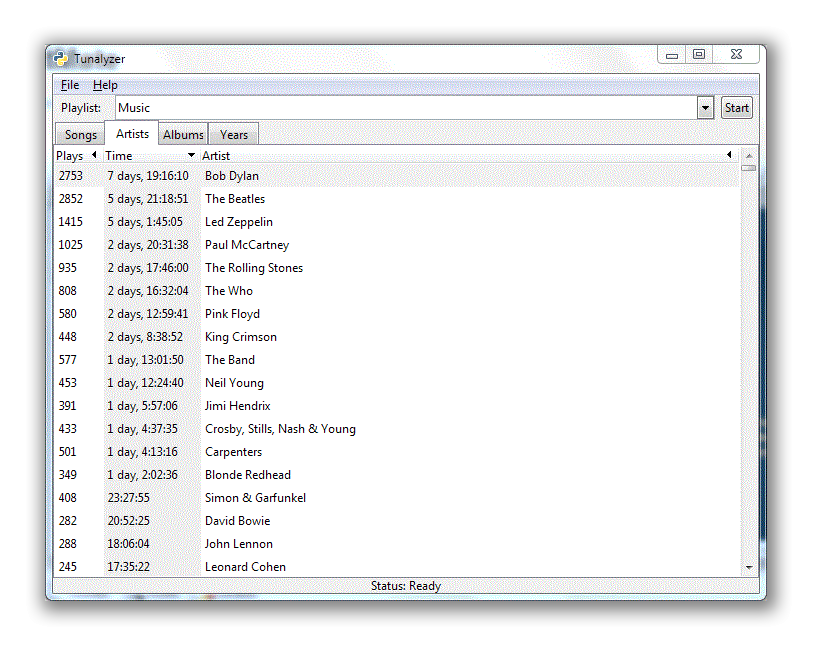 Tunalyzer
File Help
Playlist: Music Start
Songs Artists Albums Years
Plays Time Artist
2753 7 days, 19:16:10 Bob Dylan
2852 5 days, 21:18:51 The Beatles
1415 5 days, 1:45:05 Led Zeppelin
1025 2 days, 20:31:38 Paul McCartney
935 2 days, 17:46:00 The Rolling Stones
808 2 days, 16:32:04 The Who
580 2 days, 12:59:41 Pink Floyd
448 2 days, 8:38:52 King Crimson
577 1 day, 13:01:50 The Band
453 1 day, 12:24:40 Neil Young
391 1 day, 5:57:06 Jimi Hendrix
433 1 day, 4:37:35 Crosby, Stills, Nash & Young
501 1 day, 4:13:16 Carpenters
349 1 day, 2:02:36 Blonde Redhead
408 23:27:55 Simon & Garfunkel
282 20:52:25 David Bowie
288 18:06:04 John Lennon
245 17:35:22 Leonard Cohen
Status: Ready